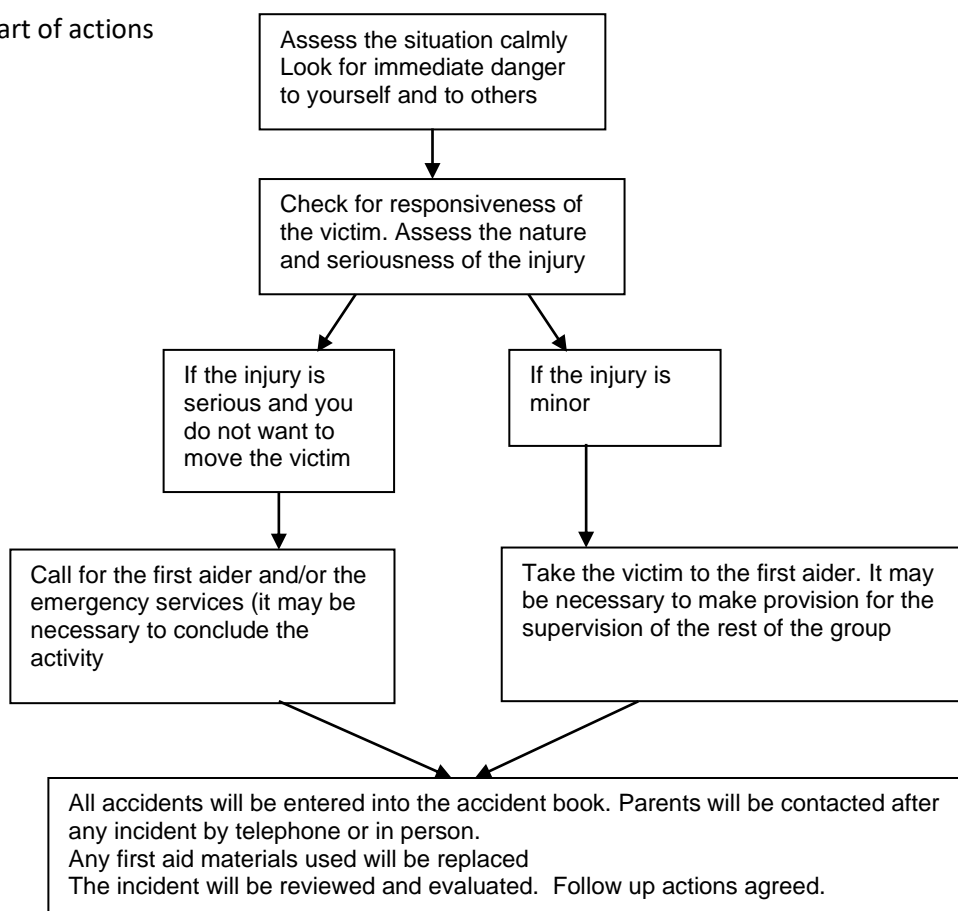 art of actions
Assess the situation calmly
Look for immediate danger
to yourself and to others
Check for responsiveness of
the victim. Assess the nature
and seriousness of the injury
If the injury is
serious and you
do not want to
move the victim
If the injury is
minor
Call for the first aider and/or the
emergency services (it may be
necessary to conclude the
activity
Take the victim to the first aider. It may
be necessary to make provision for the
supervision of the rest of the group
All accidents will be entered into the accident book. Parents will be contacted after
any incident by telephone or in person.
Any first aid materials used will be replaced
The incident will be reviewed and evaluated.  Follow up actions agreed.